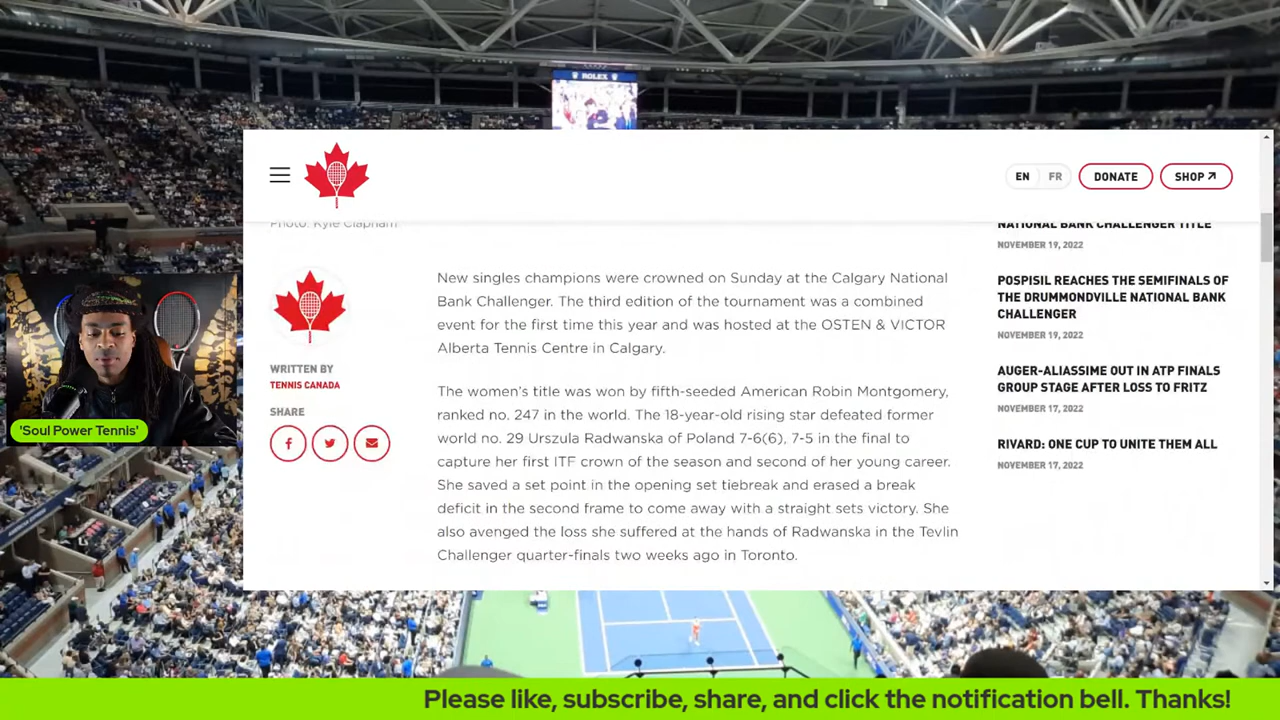 ROLEX
EN
FR
DONATE
SHOP
Photo: Kyle Clapham
NATIONAL BANK CHALLENGER TITLE
NOVEMBER 19, 2022
POSPISIL REACHES THE SEMIFINALS OF
THE DRUMMONDVILLE NATIONAL BANK
CHALLENGER
NOVEMBER 19, 2022
AUGER-ALIASSIME OUT IN ATP FINALS
GROUP STAGE AFTER LOSS TO FRITZ
NOVEMBER 17, 2022
RIVARD: ONE CUP TO UNITE THEM ALL
NOVEMBER 17, 2022
WRITTEN BY
TENNIS CANADA
SHARE
New singles champions were crowned on Sunday at the Calgary National
Bank Challenger. The third edition of the tournament was a combined
event for the first time this year and was hosted at the OSTEN & VICTOR
Alberta Tennis Centre in Calgary.
The women's title was won by fifth-seeded American Robin Montgomery,
ranked no. 247 in the world. The 18-year-old rising star defeated former
world no. 29 Urszula Radwanska of Poland 7-6(6), 7-5 in the final to
capture her first ITF crown of the season and second of her young career.
She saved a set point in the opening set tiebreak and erased a break
deficit in the second frame to come away with a straight sets victory. She
also avenged the loss she suffered at the hands of Radwanska in the Tevlin
Challenger quarter-finals two weeks ago in Toronto.
'Soul Power Tennis'
Please like, subscribe, share, and click the notification bell. Thanks!